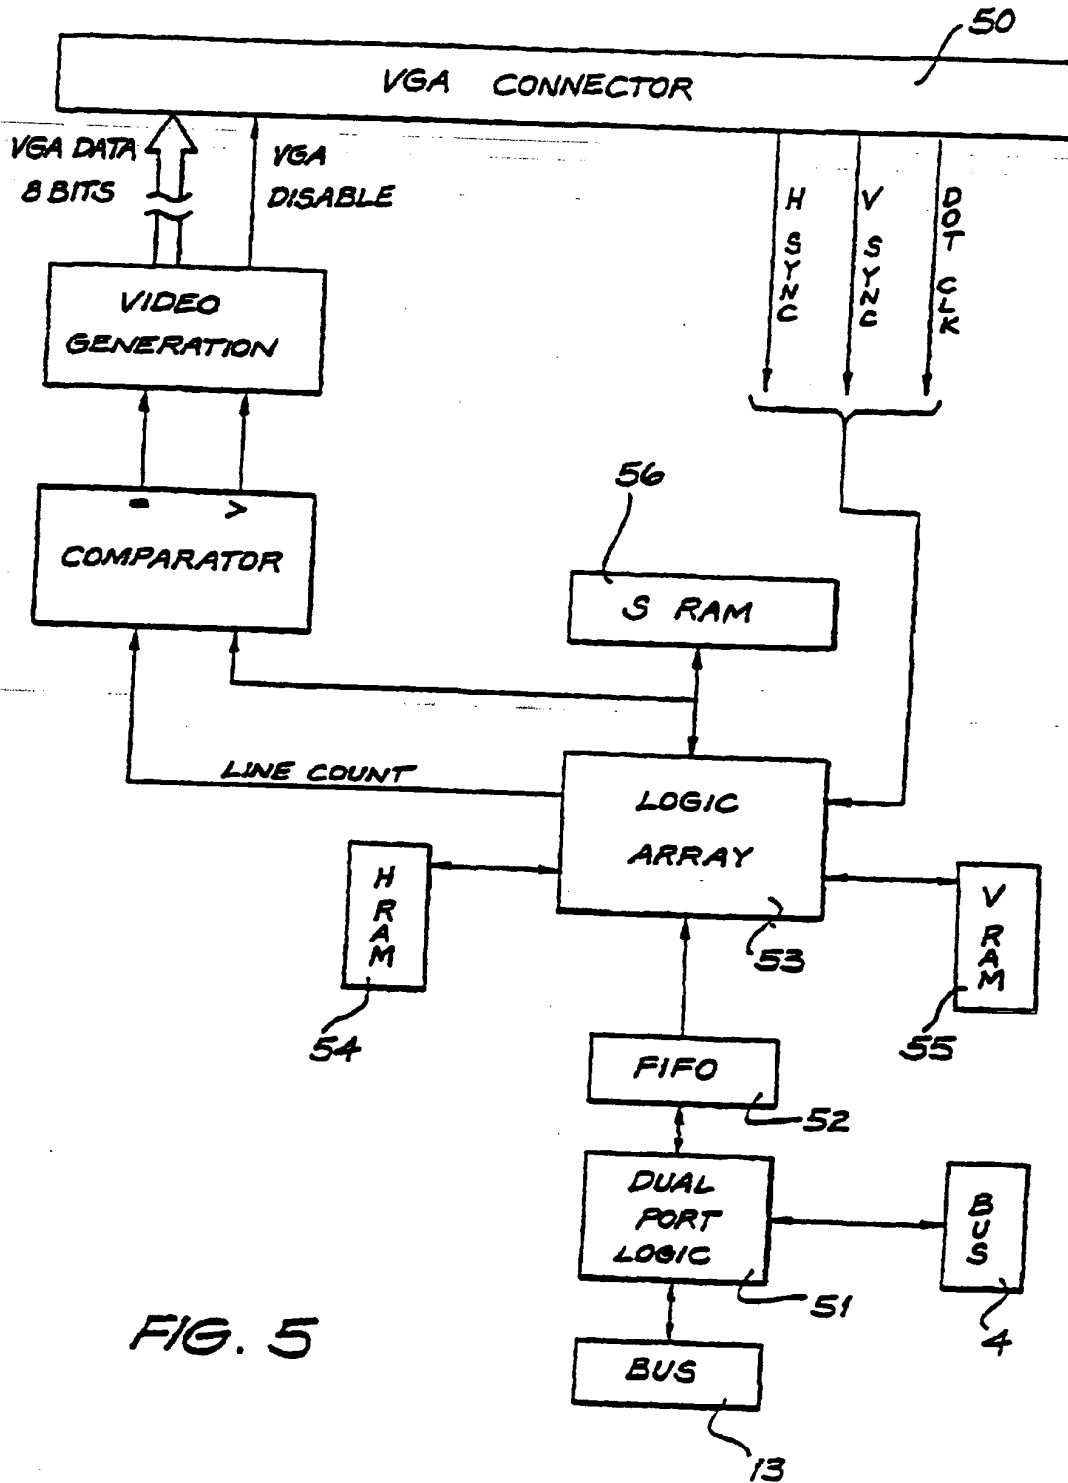 50
VGA CONNECTOR
VGA DATA
8 BITS
VGA
DISABLE
H SYNC
V SYNC
DOT CLK
VIDEO
GENERATION
= >
COMPARATOR
56
S RAM
LINE COUNT
LOGIC
ARRAY
53
H RAM
54
V RAM
55
FIFO
52
DUAL
PORT
LOGIC
51
BUS
4
BUS
13
FIG. 5